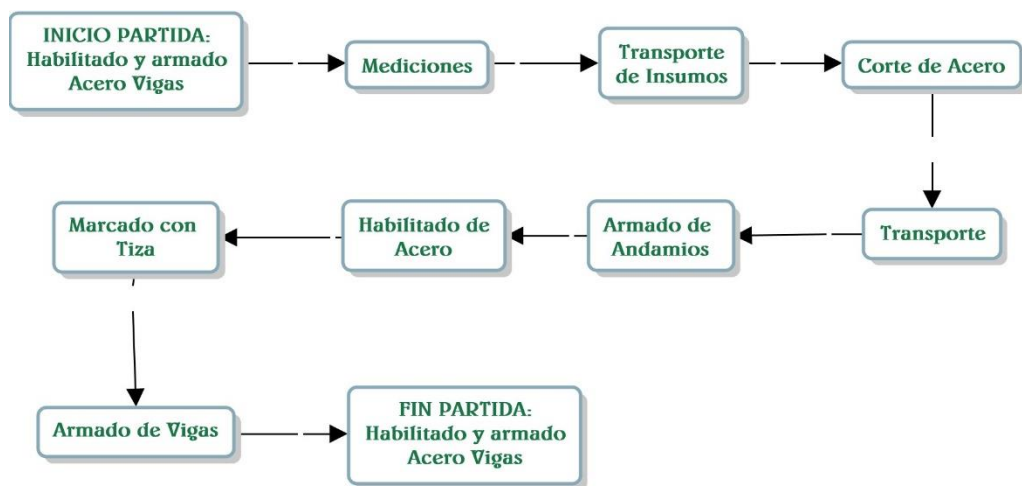 INICIO PARTIDA:
Habilitado y armado
Acero Vigas
Mediciones
Transporte
de Insumos
Corte de Acero
Transporte
Armado de
Andamios
Habilitado de
Acero
Marcado con
Tiza
Armado de Vigas
FIN PARTIDA:
Habilitado y armado
Acero Vigas